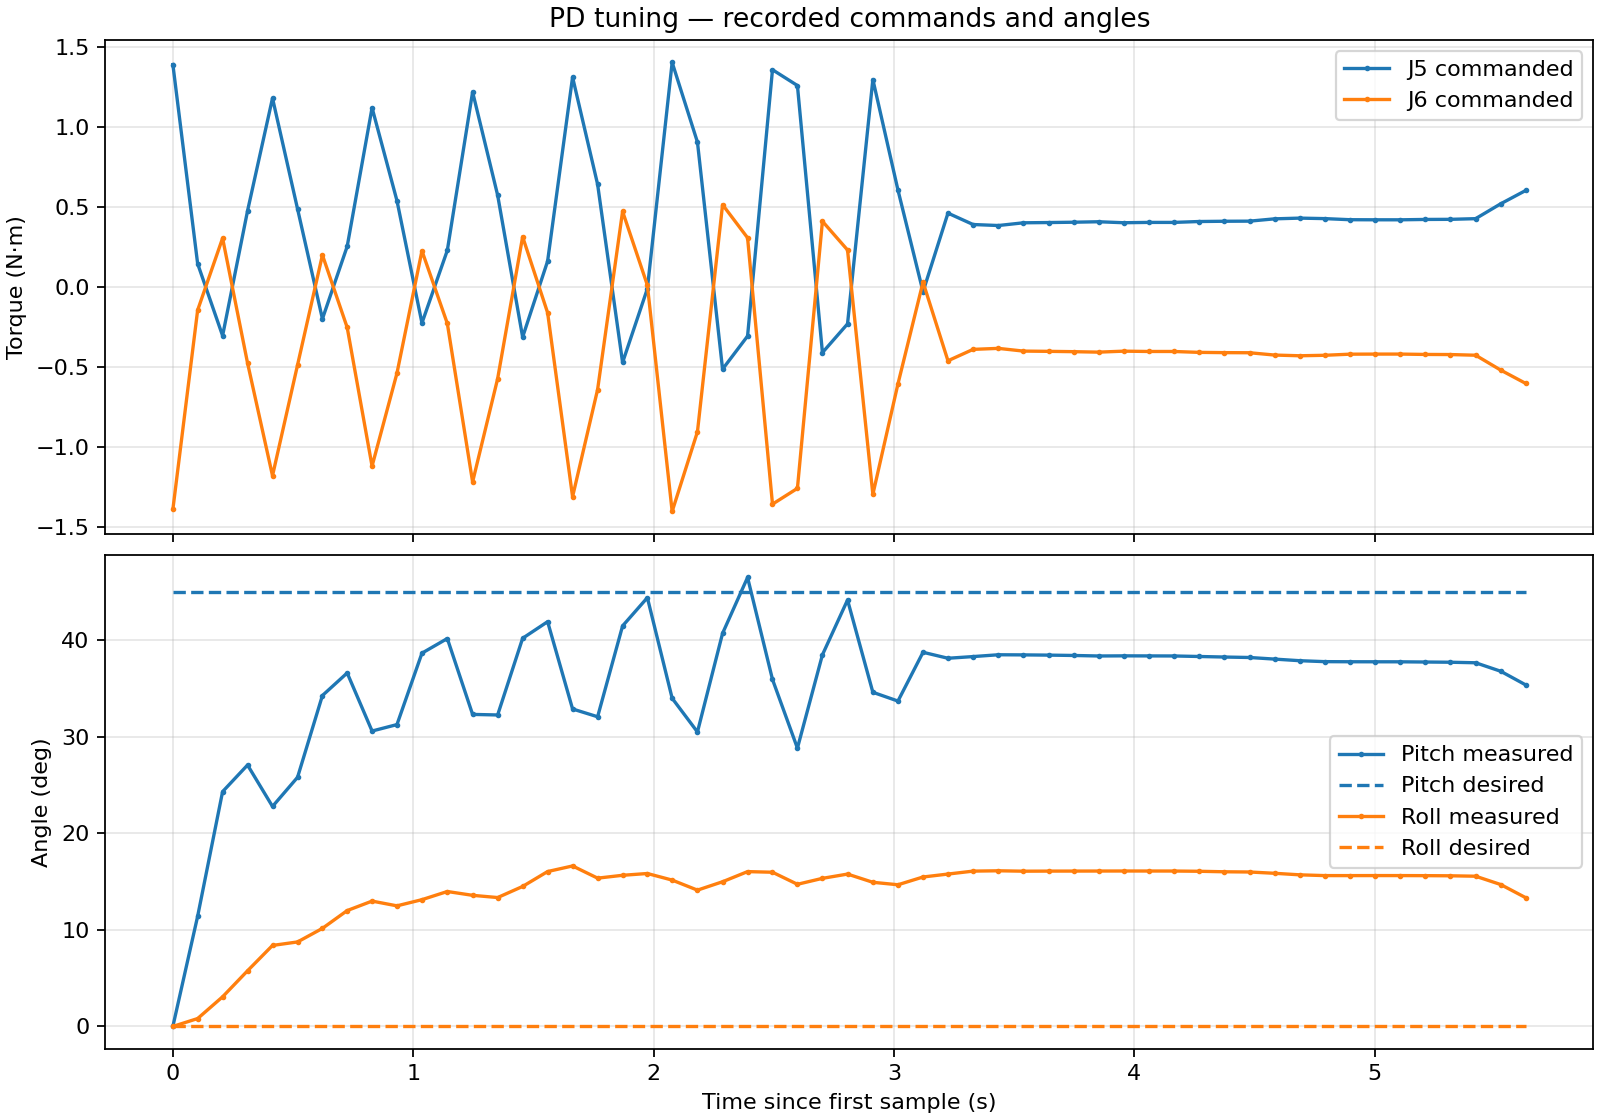 PD tuning — recorded commands and angles
Torque (N·m)
1.5
1.0
0.5
0.0
−0.5
−1.0
−1.5
J5 commanded
J6 commanded
Angle (deg)
40
30
20
10
0
Pitch measured
Pitch desired
Roll measured
Roll desired
0 1 2 3 4 5
Time since first sample (s)